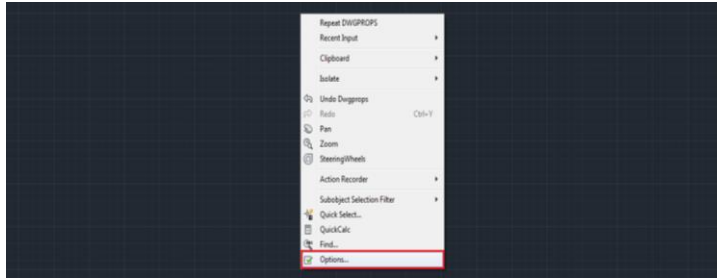 Repeat DWGPROPS
Recent Input
Clipboard
Isolate
Undo Dwgprops
Redo Ctrl+Y
Pan
Zoom
SteeringWheels
Action Recorder
Subobject Selection Filter
Quick Select...
QuickCalc
Find...
Options...